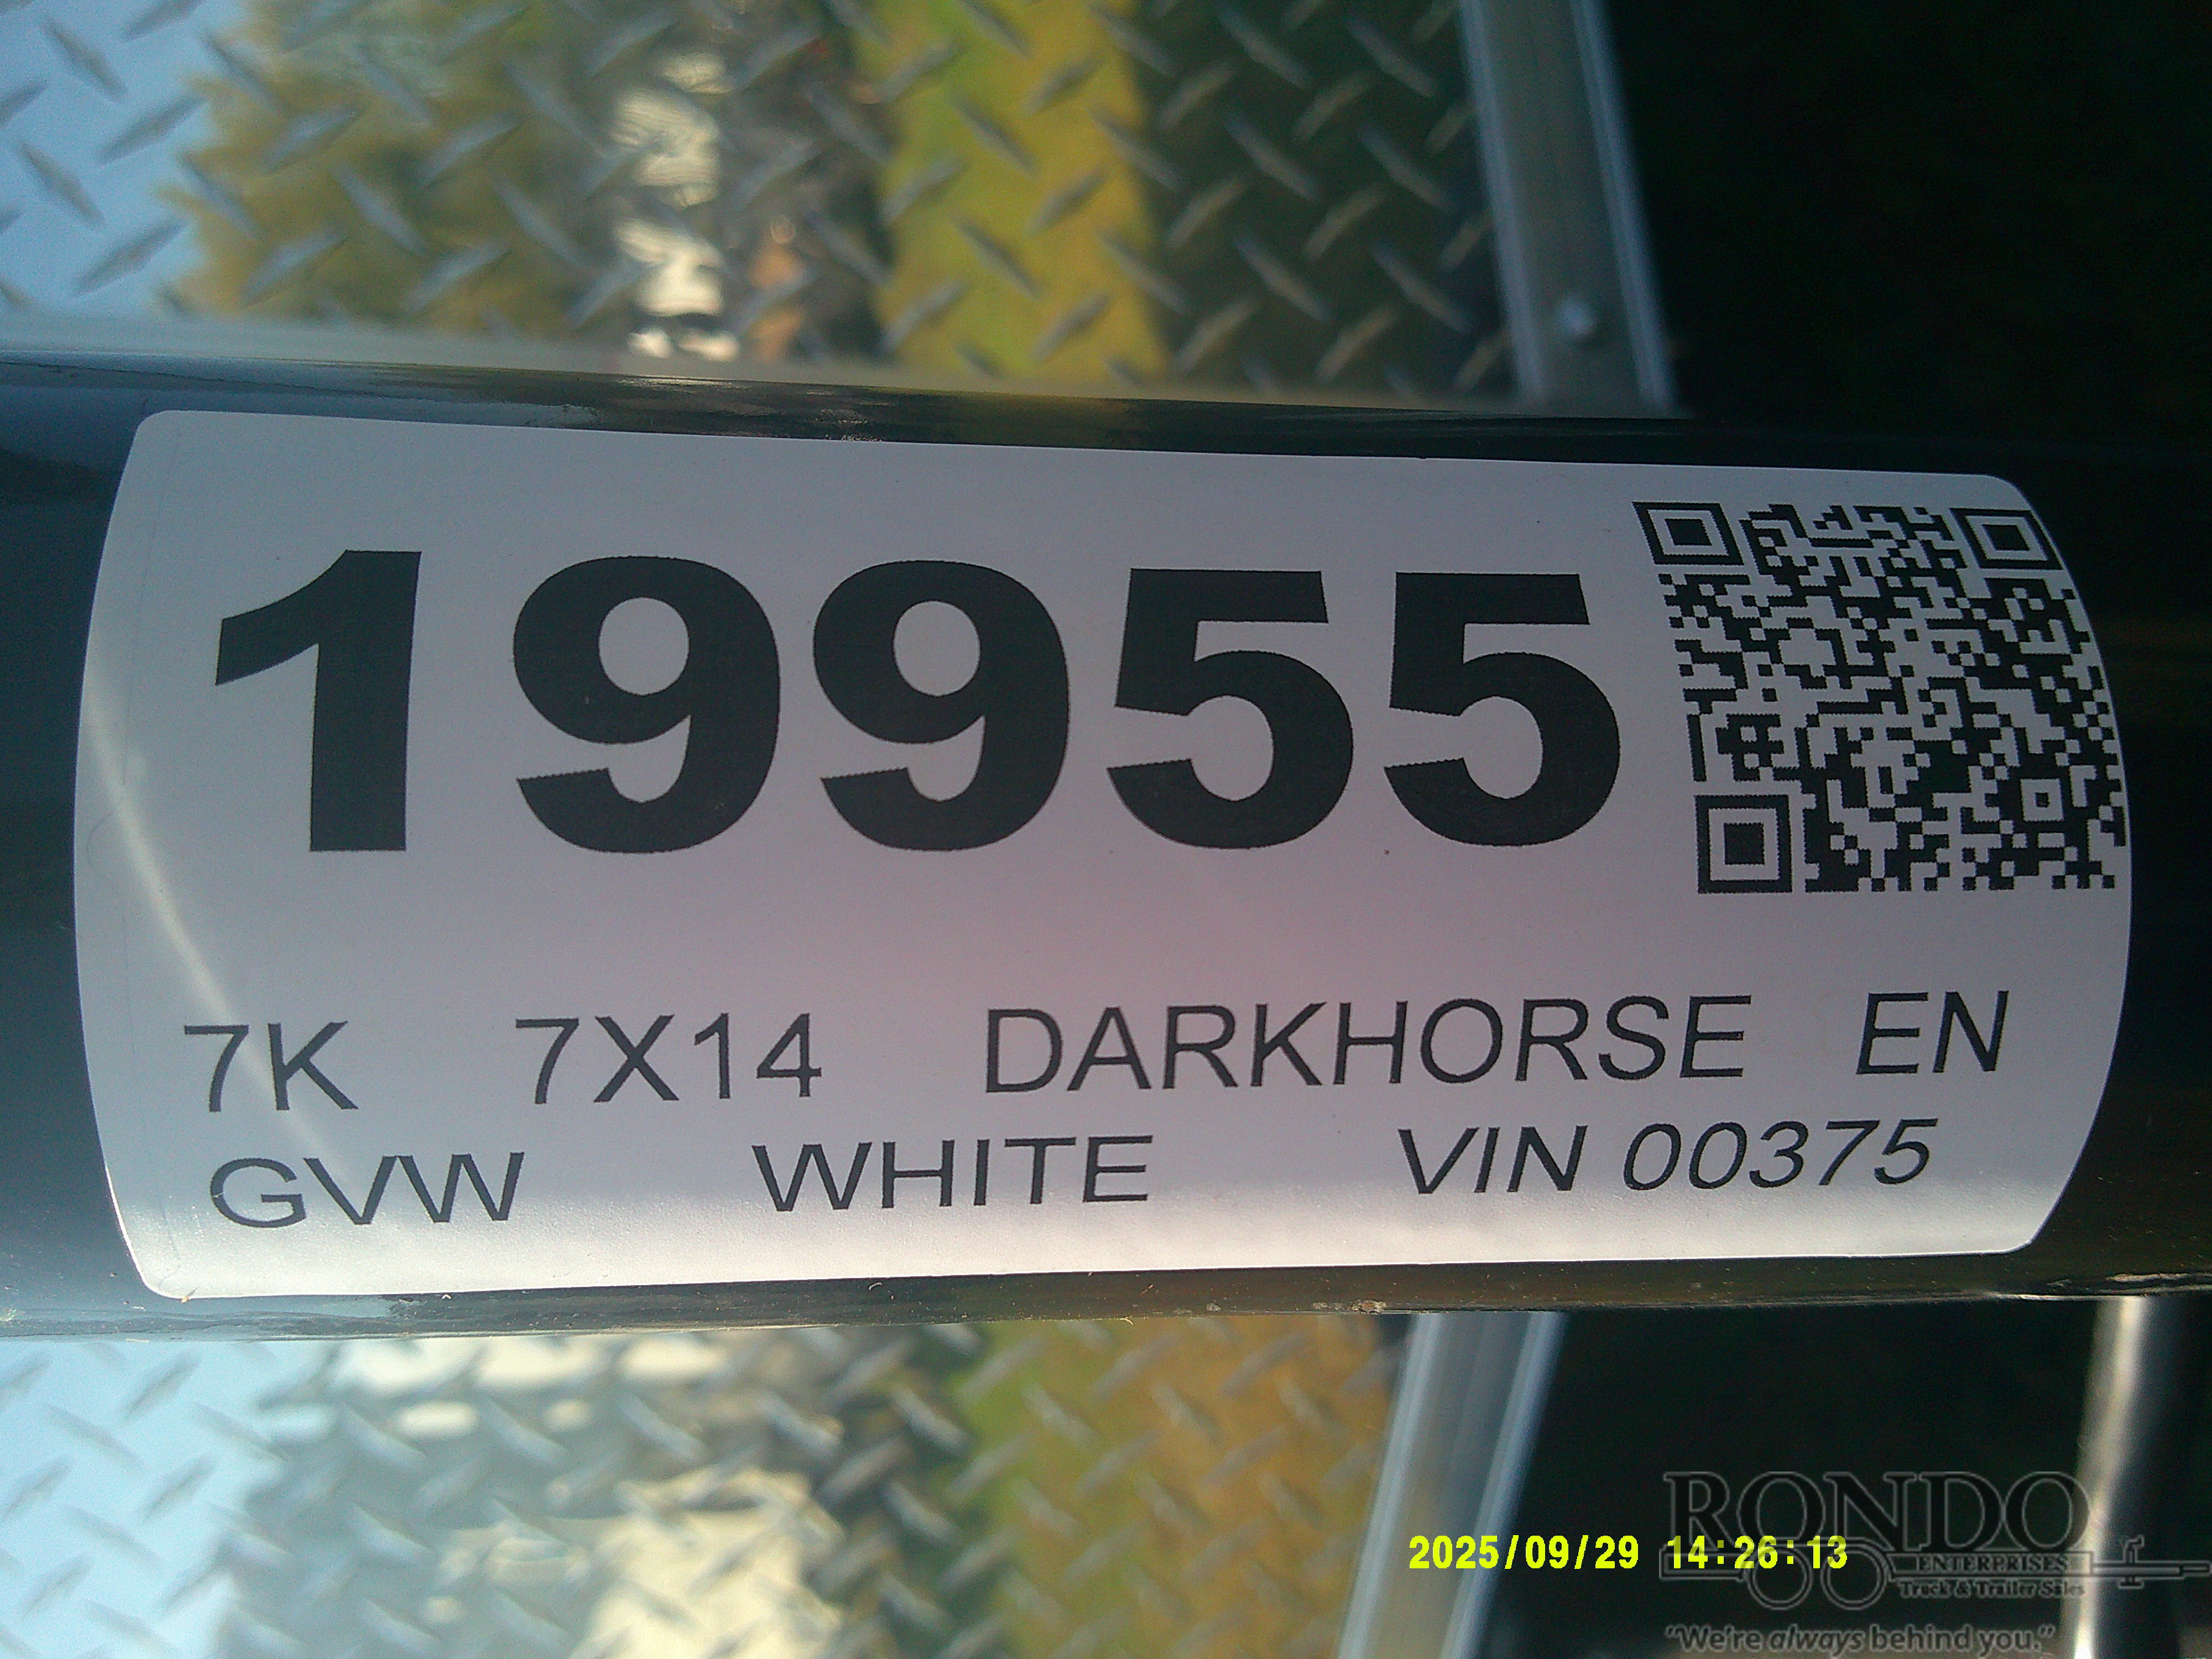 19955
7K 7X14 DARKHORSE EN
GVW WHITE VIN 00375
2025/09/29 14:26:13
RONDO
ENTERPRISES
Truck & Trailer Sales
"We're always behind you."